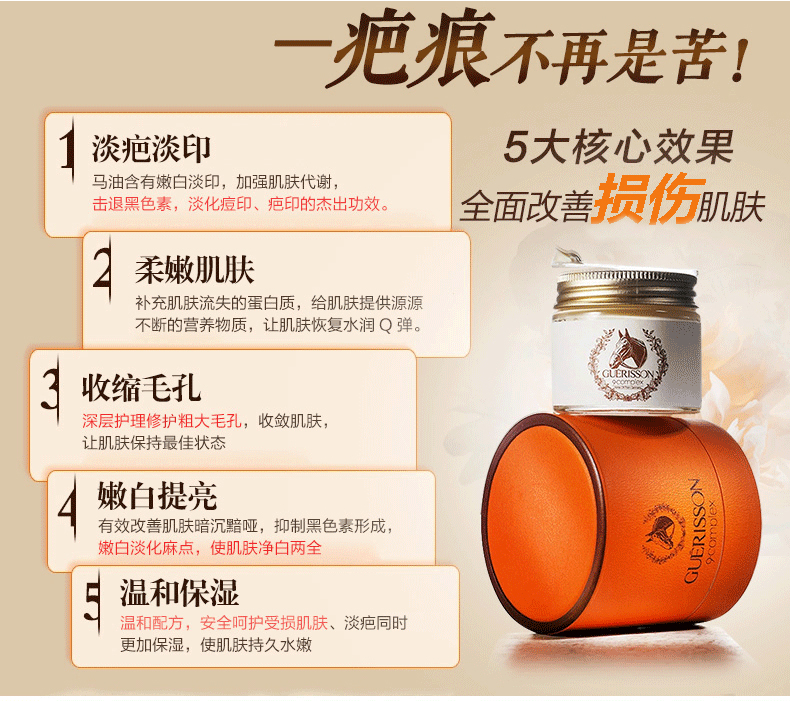 一疤痕不再是苦!
5大核心效果
全面改善损伤肌肤
1 淡疤淡印
马油含有嫩白淡印，加强肌肤代谢，
击退黑色素，淡化痘印、疤印的杰出功效。
2 柔嫩肌肤
补充肌肤流失的蛋白质，给肌肤提供源源
不断的营养物质，让肌肤恢复水润 Q 弹。
3 收缩毛孔
深层护理修护粗大毛孔，收敛肌肤，
让肌肤保持最佳状态
4 嫩白提亮
有效改善肌肤暗沉黯哑，抑制黑色素形成，
嫩白淡化麻点，使肌肤净白两全
5 温和保湿
温和配方，安全呵护受损肌肤、淡疤同时
更加保湿，使肌肤持久水嫩
GUERISSON
9complex
GUERISSON
9complex